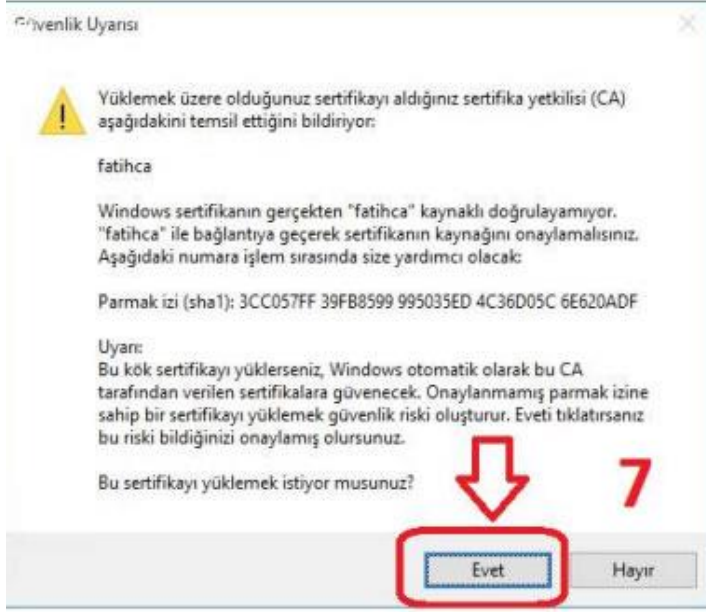 Güvenlik Uyarısı
Yüklemek üzere olduğunuz sertifikayı aldığınız sertifika yetkilisi (CA)
aşağıdakini temsil ettiğini bildiriyor:
fatihca
Windows sertifikanın gerçekten "fatihca" kaynaklı doğrulayamıyor.
"fatihca" ile bağlantıya geçerek sertifikanın kaynağını onaylamalısınız.
Aşağıdaki numara işlem sırasında size yardımcı olacak:
Parmak izi (sha1): 3CC057FF 39FB8599 995035ED 4C36D05C 6E620ADF
Uyarı:
Bu kök sertifikayı yüklerseniz, Windows otomatik olarak bu CA
tarafından verilen sertifikalara güvenecek. Onaylanmamış parmak izine
sahip bir sertifikayı yüklemek güvenlik riski oluşturur. Eveti tıklatırsanız
bu riski bildiğinizi onaylamış olursunuz.
Bu sertifikayı yüklemek istiyor musunuz?
7
Evet Hayır